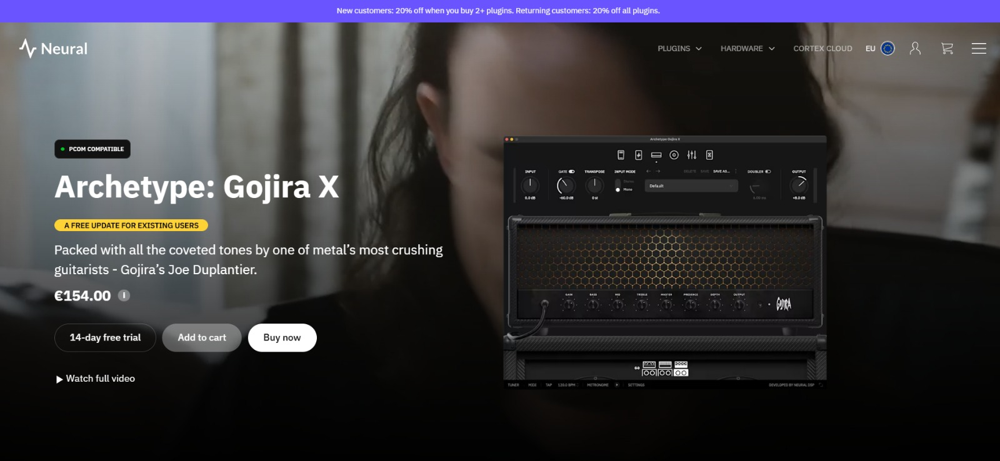 New customers: 20% off when you buy 2+ plugins. Returning customers: 20% off all plugins.
Neural
PLUGINS
HARDWARE
CORTEX CLOUD
EU
PCOM COMPATIBLE
Archetype: Gojira X
A FREE UPDATE FOR EXISTING USERS
Packed with all the coveted tones by one of metal’s most crushing
guitarists - Gojira’s Joe Duplantier.
€154.00 i
14-day free trial
Add to cart
Buy now
Watch full video
Archetype Gojira X
INPUT GATE TRANSPOSE INPUT MODE DELETE SAVE SAVE AS... DOUBLER OUTPUT
Stereo
Mono
Default
0.0 dB -60.0 dB 0 st 6.00 ms +8.0 dB
GAIN BASS MID TREBLE MASTER PRESENCE DEPTH OUTPUT
GOJIRA
TUNER MIDI TAP 120.0 BPM METRONOME SETTINGS DEVELOPED BY NEURAL DSP